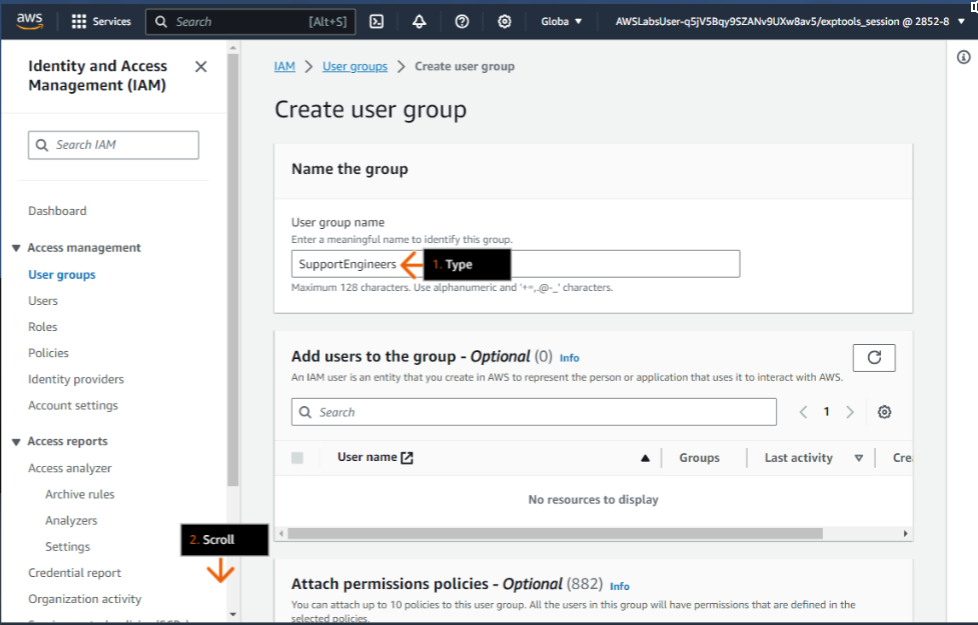 aws
Services
Search
[Alt+S]
Globa
AWSLabsUser-q5jV5Bqy9SZANv9UXw8av5/exptools_session @ 2852-8
Identity and Access
Management (IAM)
Search IAM
Dashboard
Access management
User groups
Users
Roles
Policies
Identity providers
Account settings
Access reports
Access analyzer
Archive rules
Analyzers
Settings
Credential report
Organization activity
2. Scroll
IAM > User groups > Create user group
Create user group
Name the group
User group name
Enter a meaningful name to identify this group.
SupportEngineers
1. Type
Maximum 128 characters. Use alphanumeric and '+=,.@-_' characters.
Add users to the group - Optional (0) Info
An IAM user is an entity that you create in AWS to represent the person or application that uses it to interact with AWS.
Search
1
User name
Groups
Last activity
Cre
No resources to display
Attach permissions policies - Optional (882) Info
You can attach up to 10 policies to this user group. All the users in this group will have permissions that are defined in the
selected policies.